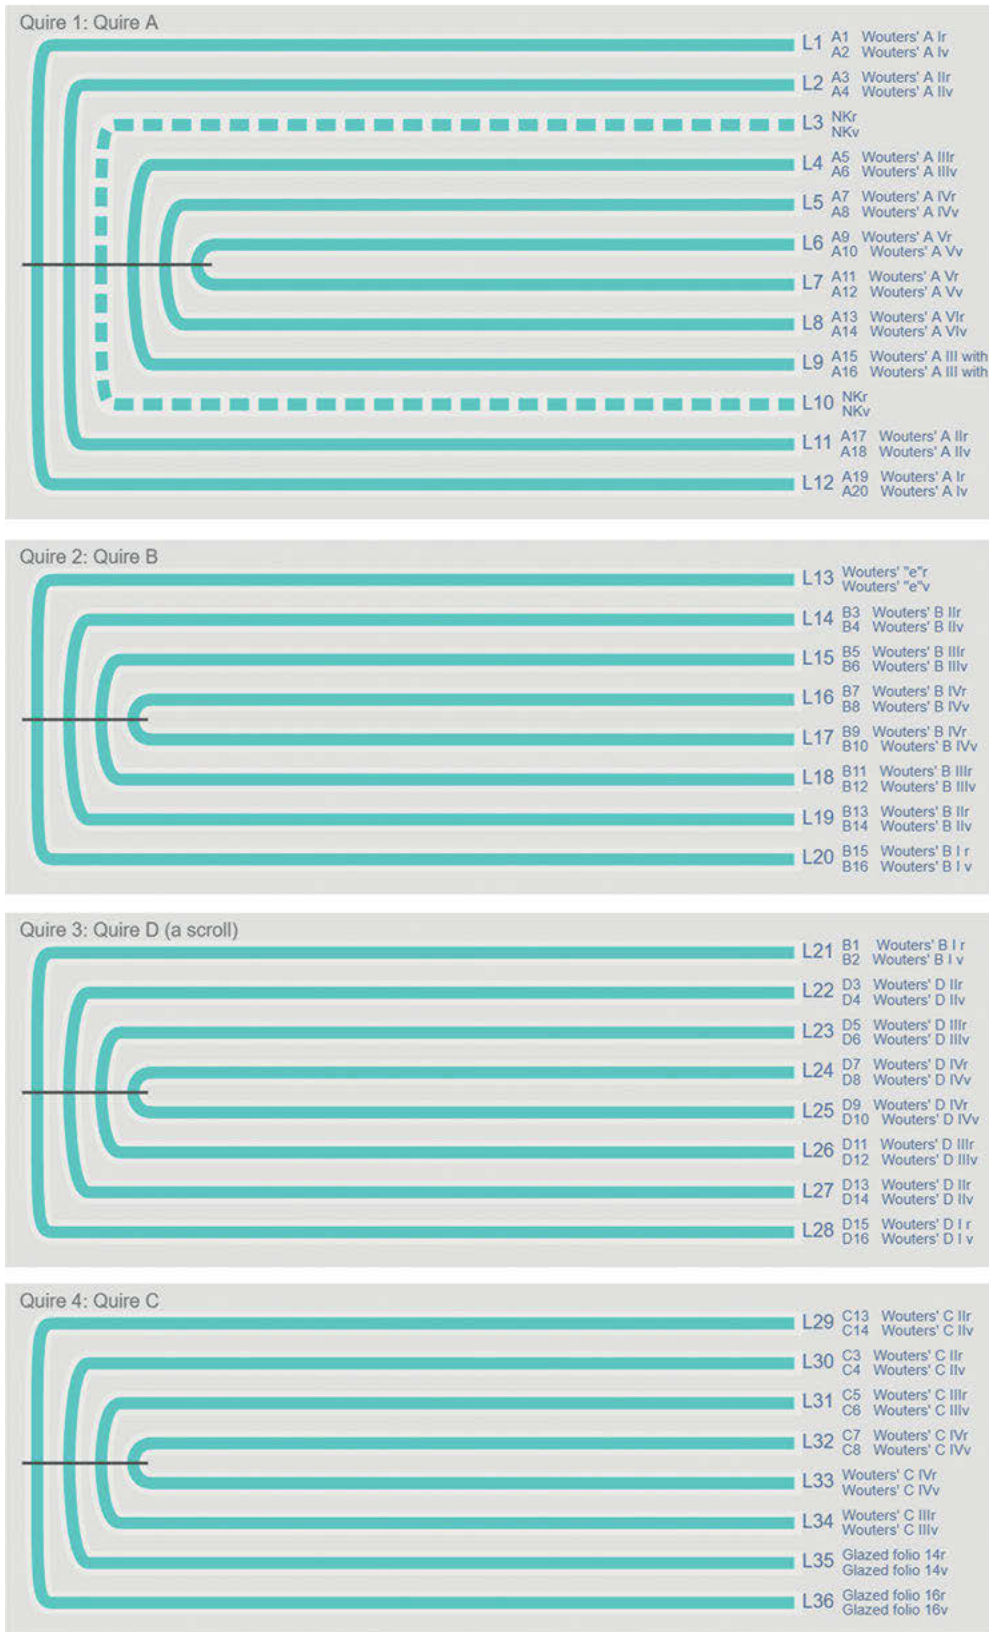 Quire 1: Quire A
L1 A1 Wouters' A Ir
A2 Wouters' A Iv
L2 A3 Wouters' A IIr
A4 Wouters' A IIv
L3 NKr
NKv
L4 A5 Wouters' A IIIr
A6 Wouters' A IIIv
L5 A7 Wouters' A IVr
A8 Wouters' A IVv
L6 A9 Wouters' A Vr
A10 Wouters' A Vv
L7 A11 Wouters' A Vr
A12 Wouters' A Vv
L8 A13 Wouters' A VIr
A14 Wouters' A VIv
L9 A15 Wouters' A III with
A16 Wouters' A III with
L10 NKr
NKv
L11 A17 Wouters' A IIr
A18 Wouters' A IIv
L12 A19 Wouters' A Ir
A20 Wouters' A Iv
Quire 2: Quire B
L13 Wouters' "e"r
Wouters' "e"v
L14 B3 Wouters' B IIr
B4 Wouters' B IIv
L15 B5 Wouters' B IIIr
B6 Wouters' B IIIv
L16 B7 Wouters' B IVr
B8 Wouters' B IVv
L17 B9 Wouters' B IVr
B10 Wouters' B IVv
L18 B11 Wouters' B IIIr
B12 Wouters' B IIIv
L19 B13 Wouters' B IIr
B14 Wouters' B IIv
L20 B15 Wouters' B I r
B16 Wouters' B I v
Quire 3: Quire D (a scroll)
L21 B1 Wouters' B I r
B2 Wouters' B I v
L22 D3 Wouters' D IIr
D4 Wouters' D IIv
L23 D5 Wouters' D IIIr
D6 Wouters' D IIIv
L24 D7 Wouters' D IVr
D8 Wouters' D IVv
L25 D9 Wouters' D IVr
D10 Wouters' D IVv
L26 D11 Wouters' D IIIr
D12 Wouters' D IIIv
L27 D13 Wouters' D IIr
D14 Wouters' D IIv
L28 D15 Wouters' D I r
D16 Wouters' D I v
Quire 4: Quire C
L29 C13 Wouters' C IIr
C14 Wouters' C IIv
L30 C3 Wouters' C IIr
C4 Wouters' C IIv
L31 C5 Wouters' C IIIr
C6 Wouters' C IIIv
L32 C7 Wouters' C IVr
C8 Wouters' C IVv
L33 Wouters' C IVr
Wouters' C IVv
L34 Wouters' C IIIr
Wouters' C IIIv
L35 Glazed folio 14r
Glazed folio 14v
L36 Glazed folio 16r
Glazed folio 16v